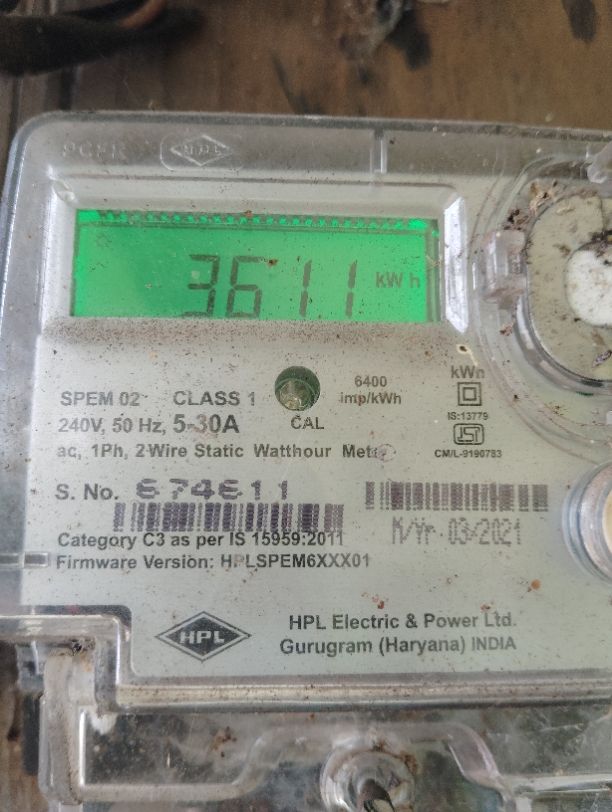 HPL
3611 kWh
SPEM 02 CLASS 1
6400
imp/kWh
kWh
240V, 50 Hz, 5-30A
CAL
IS:13779
ac, 1Ph, 2Wire Static Watthour Meter
CM/L-9190783
S. No. 674611
M/Yr 03/2021
Category C3 as per IS 15959:2011
Firmware Version: HPLSPEM6XXX01
HPL
HPL Electric & Power Ltd.
Gurugram (Haryana) INDIA